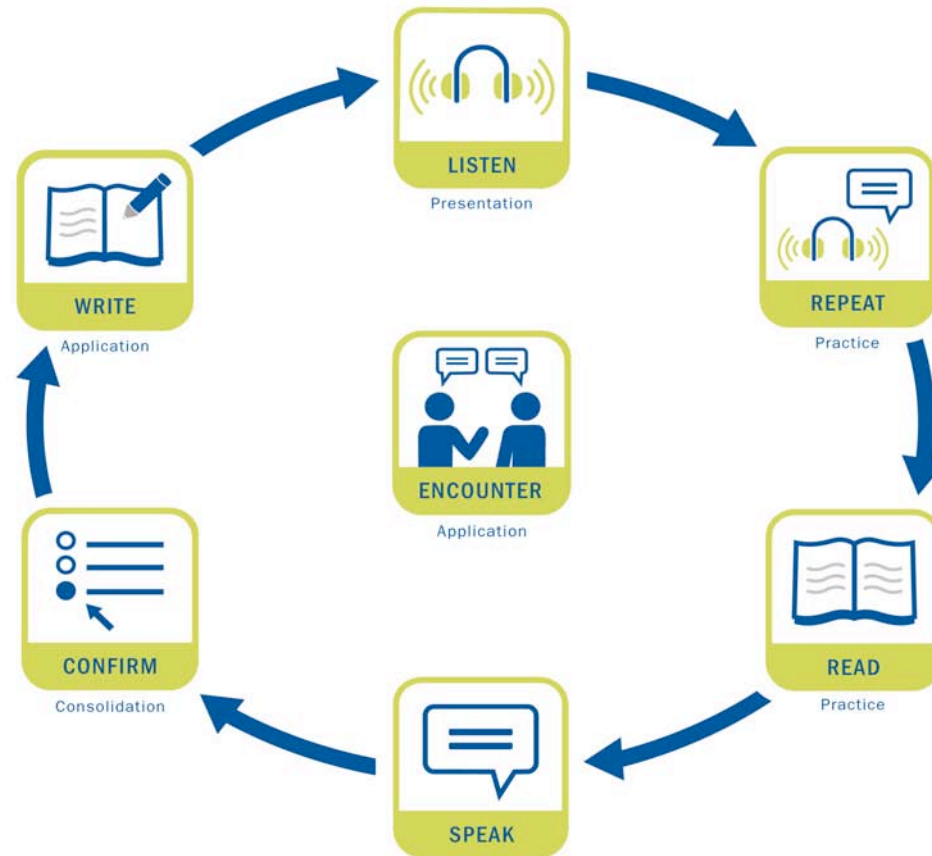 LISTEN
Presentation
REPEAT
Practice
READ
Practice
SPEAK
CONFIRM
Consolidation
WRITE
Application
ENCOUNTER
Application